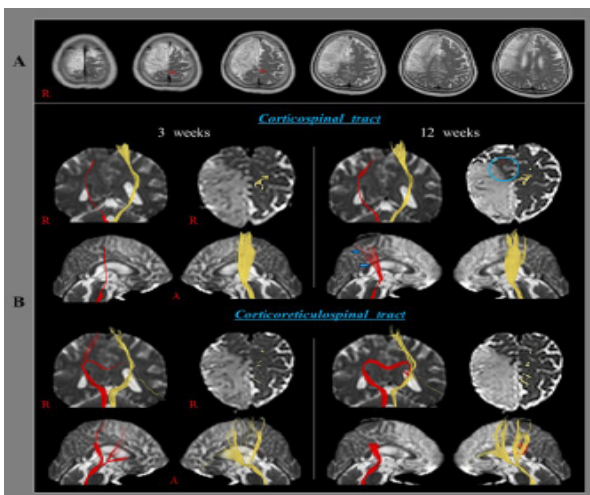 A
R
Corticospinal tract
3 weeks 12 weeks
R R
A
B
Corticoreticulospinal tract
R R
A